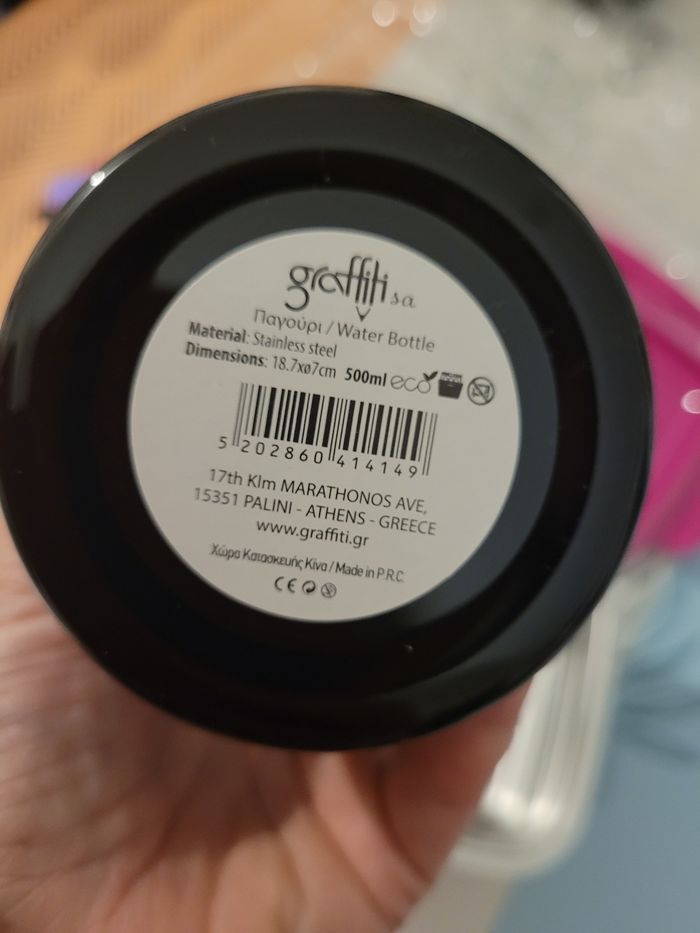 graffiti s.a
Παγούρι / Water Bottle
Material: Stainless steel
Dimensions: 18.7xø7cm 500ml eco
5 202860 414149
17th Klm MARATHONOS AVE,
15351 PALINI - ATHENS - GREECE
www.graffiti.gr
Χώρα Κατασκευής Κίνα / Made in P.R.C.
CE